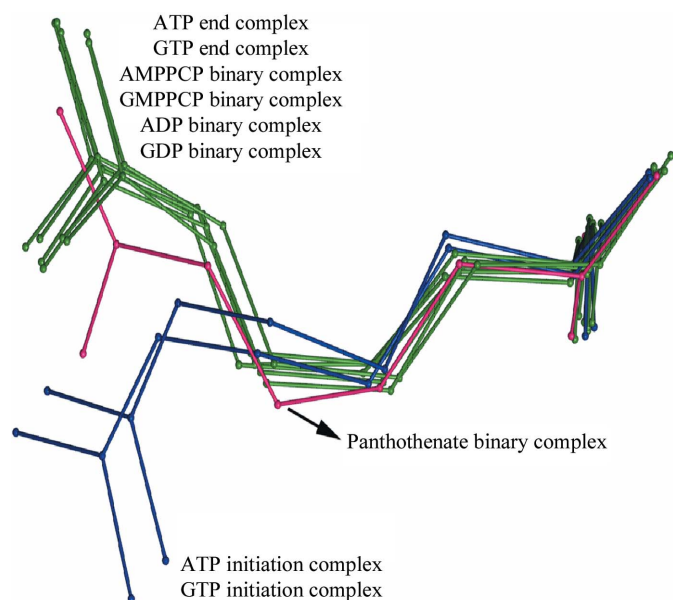 ATP end complex
GTP end complex
AMPPCP binary complex
GMPPCP binary complex
ADP binary complex
GDP binary complex
Panthothenate binary complex
ATP initiation complex
GTP initiation complex